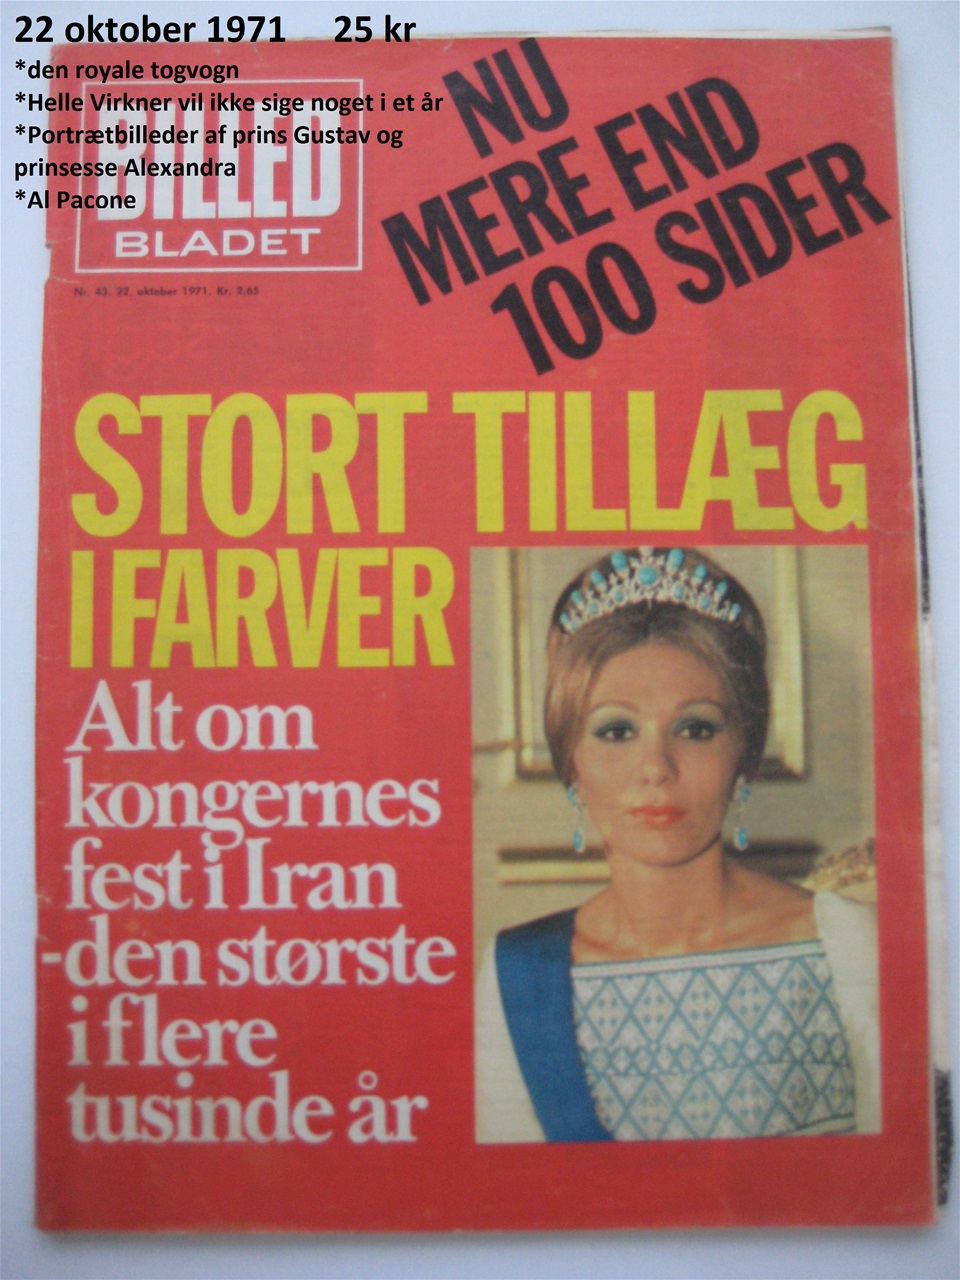 22 oktober 1971 25 kr
*den royale togvogn
*Helle Virkner vil ikke sige noget i et år
*Portrætbilleder af prins Gustav og
prinsesse Alexandra
*Al Pacone
BILLED
BLADET
Nr. 43. 22. oktober 1971. Kr. 2,65
NU
MERE END
100 SIDER
STORT TILLÆG
I FARVER
Alt om
kongernes
fest i Iran
-den største
i flere
tusinde år